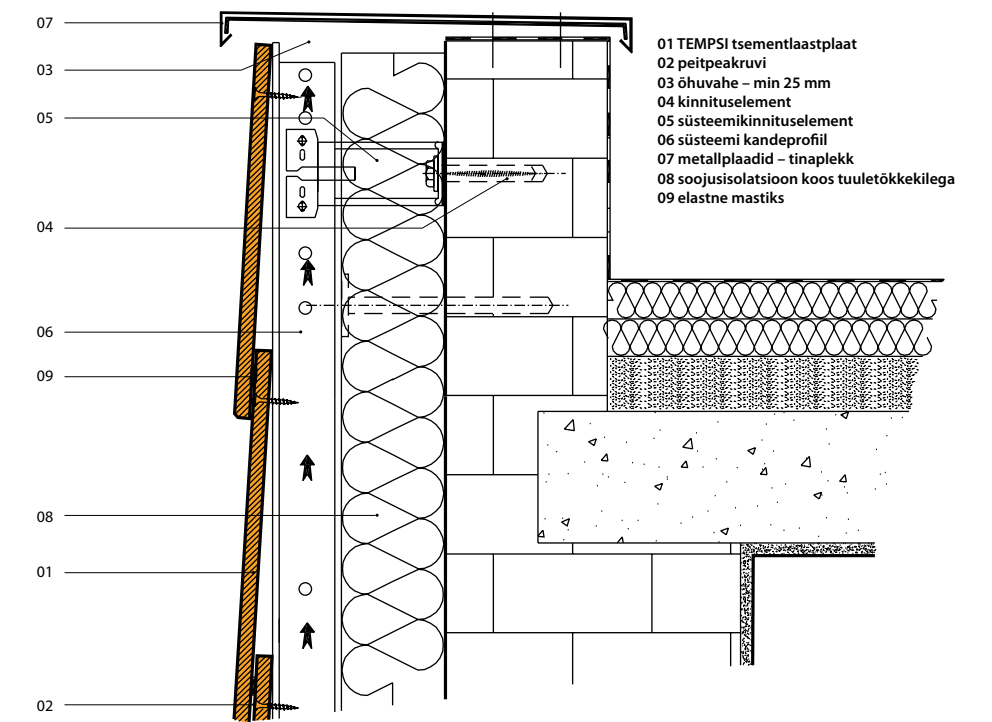 07
03
05
04
06
09
08
01
02
01 TEMPSI tsementlaastplaat
02 peitpeakruvi
03 õhuvahe – min 25 mm
04 kinnituselement
05 süsteemikinnituselement
06 süsteemi kandeprofiil
07 metallplaadid – tinaplekk
08 soojusisolatsioon koos tuuletõkkekilega
09 elastne mastiks